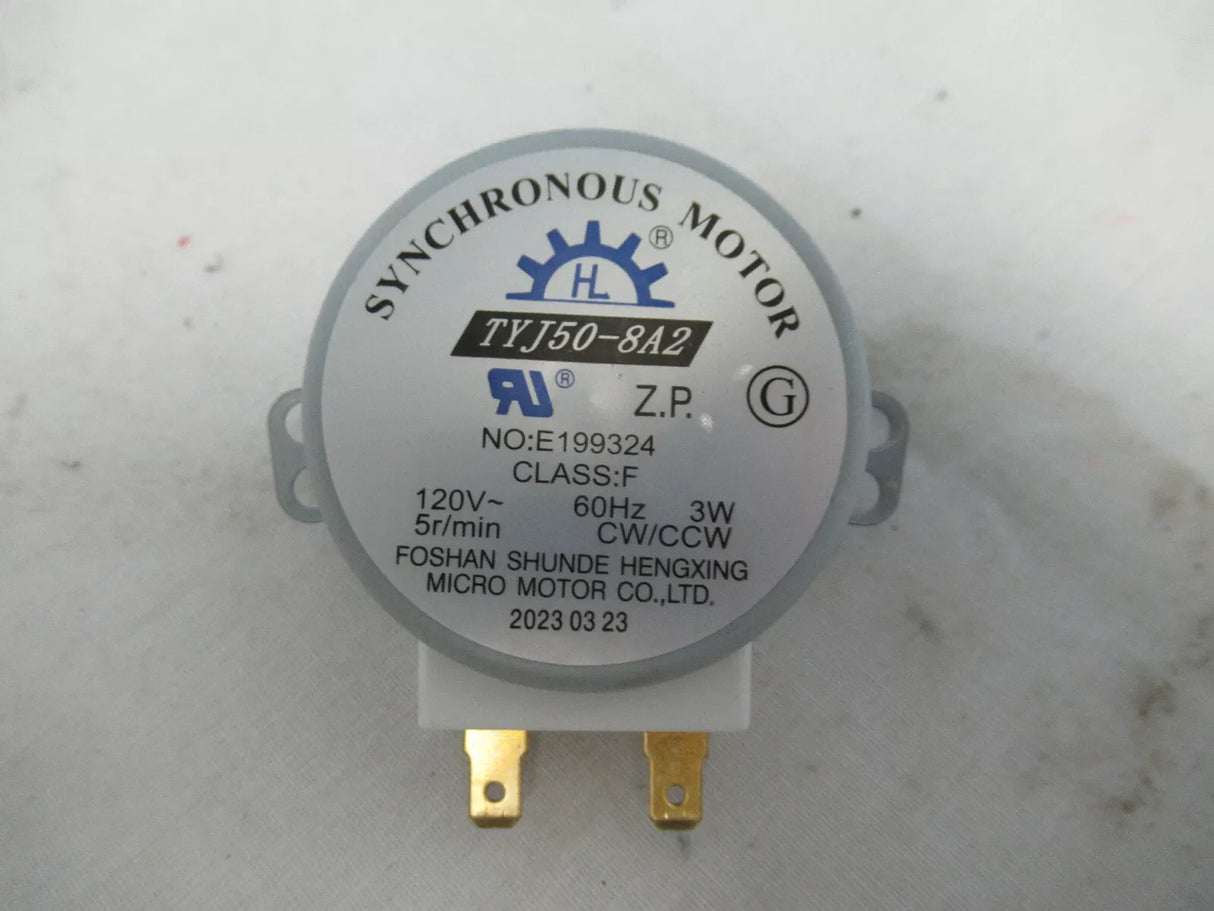 SYNCHRONOUS MOTOR
®
HL
TYJ50-8A2
RU® Z.P. G
NO:E199324
CLASS:F
120V~ 60Hz 3W
5r/min CW/CCW
FOSHAN SHUNDE HENGXING
MICRO MOTOR CO.,LTD.
2023 03 23